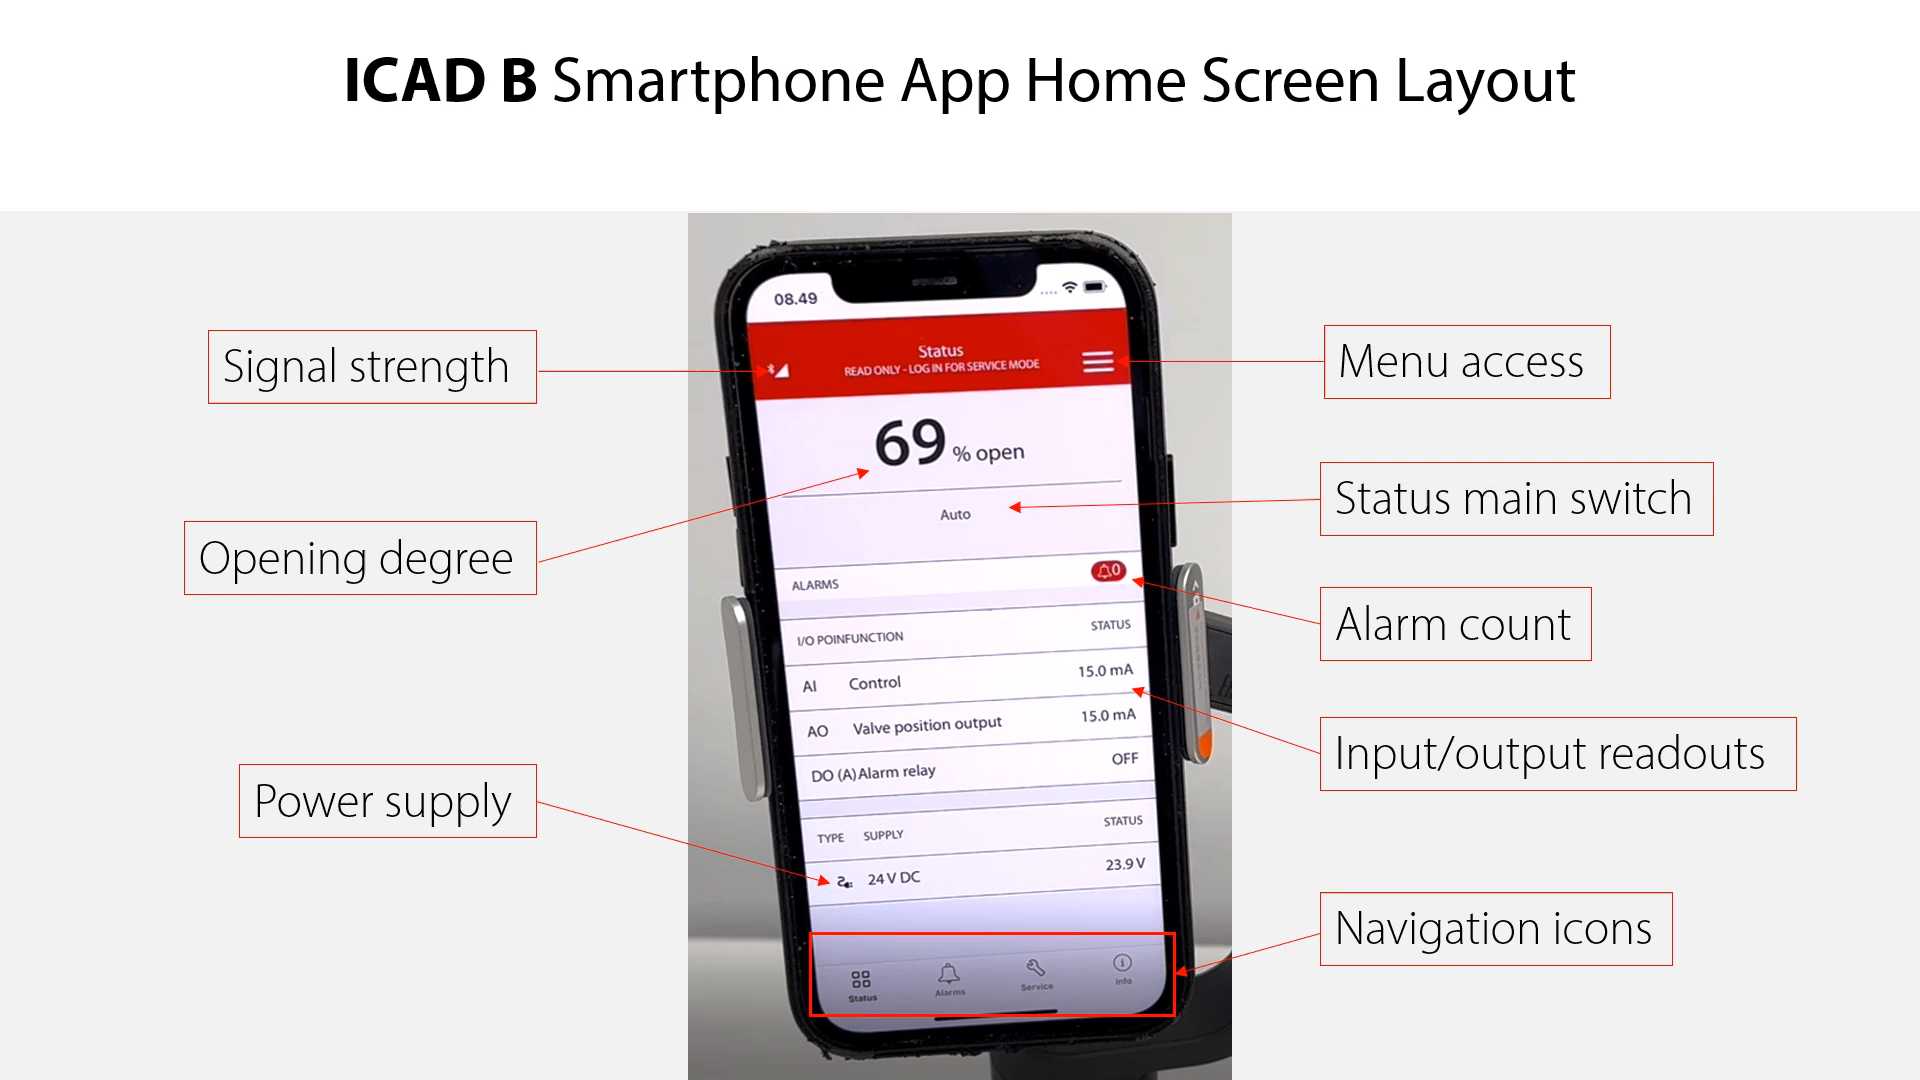 ICAD B Smartphone App Home Screen Layout
08.49
Signal strength
Status
READ ONLY - LOG IN FOR SERVICE MODE
Menu access
69 % open
Opening degree
Auto
Status main switch
ALARMS
0
Alarm count
I/O POINFUNCTION
STATUS
AI Control 15.0 mA
AO Valve position output 15.0 mA
DO (A)Alarm relay OFF
Input/output readouts
Power supply
TYPE SUPPLY STATUS
24 V DC 23.9 V
Navigation icons
Status
Alarms
Service
Info